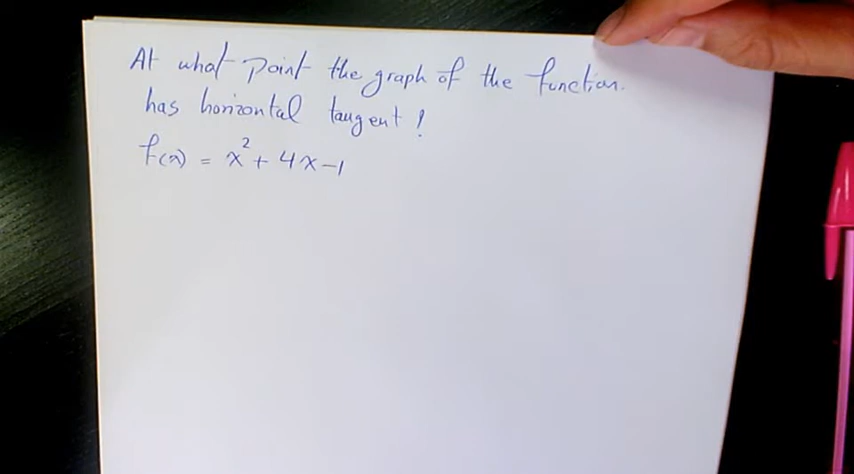 At what point the graph of the function.
has horizontal tangent !
f(x) = x² + 4x - 1